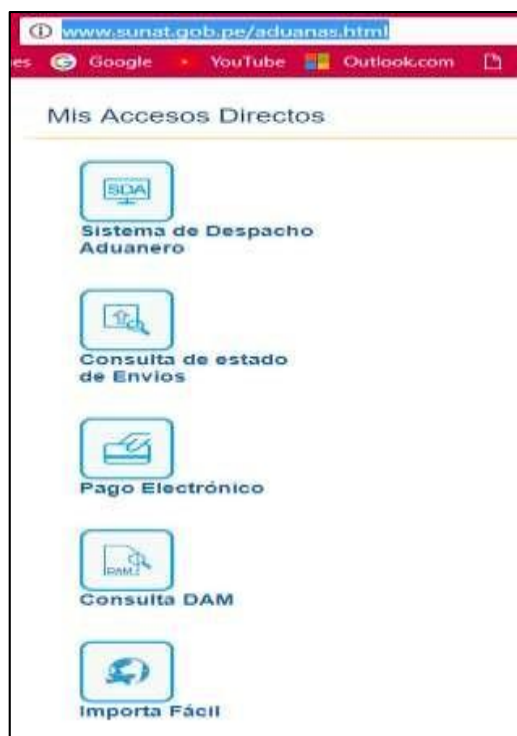 www.sunat.gob.pe/aduanas.html
es Google YouTube Outlook.com
Mis Accesos Directos
SDA
Sistema de Despacho
Aduanero
Consulta de estado
de Envios
Pago Electrónico
DAM
Consulta DAM
Importa Fácil